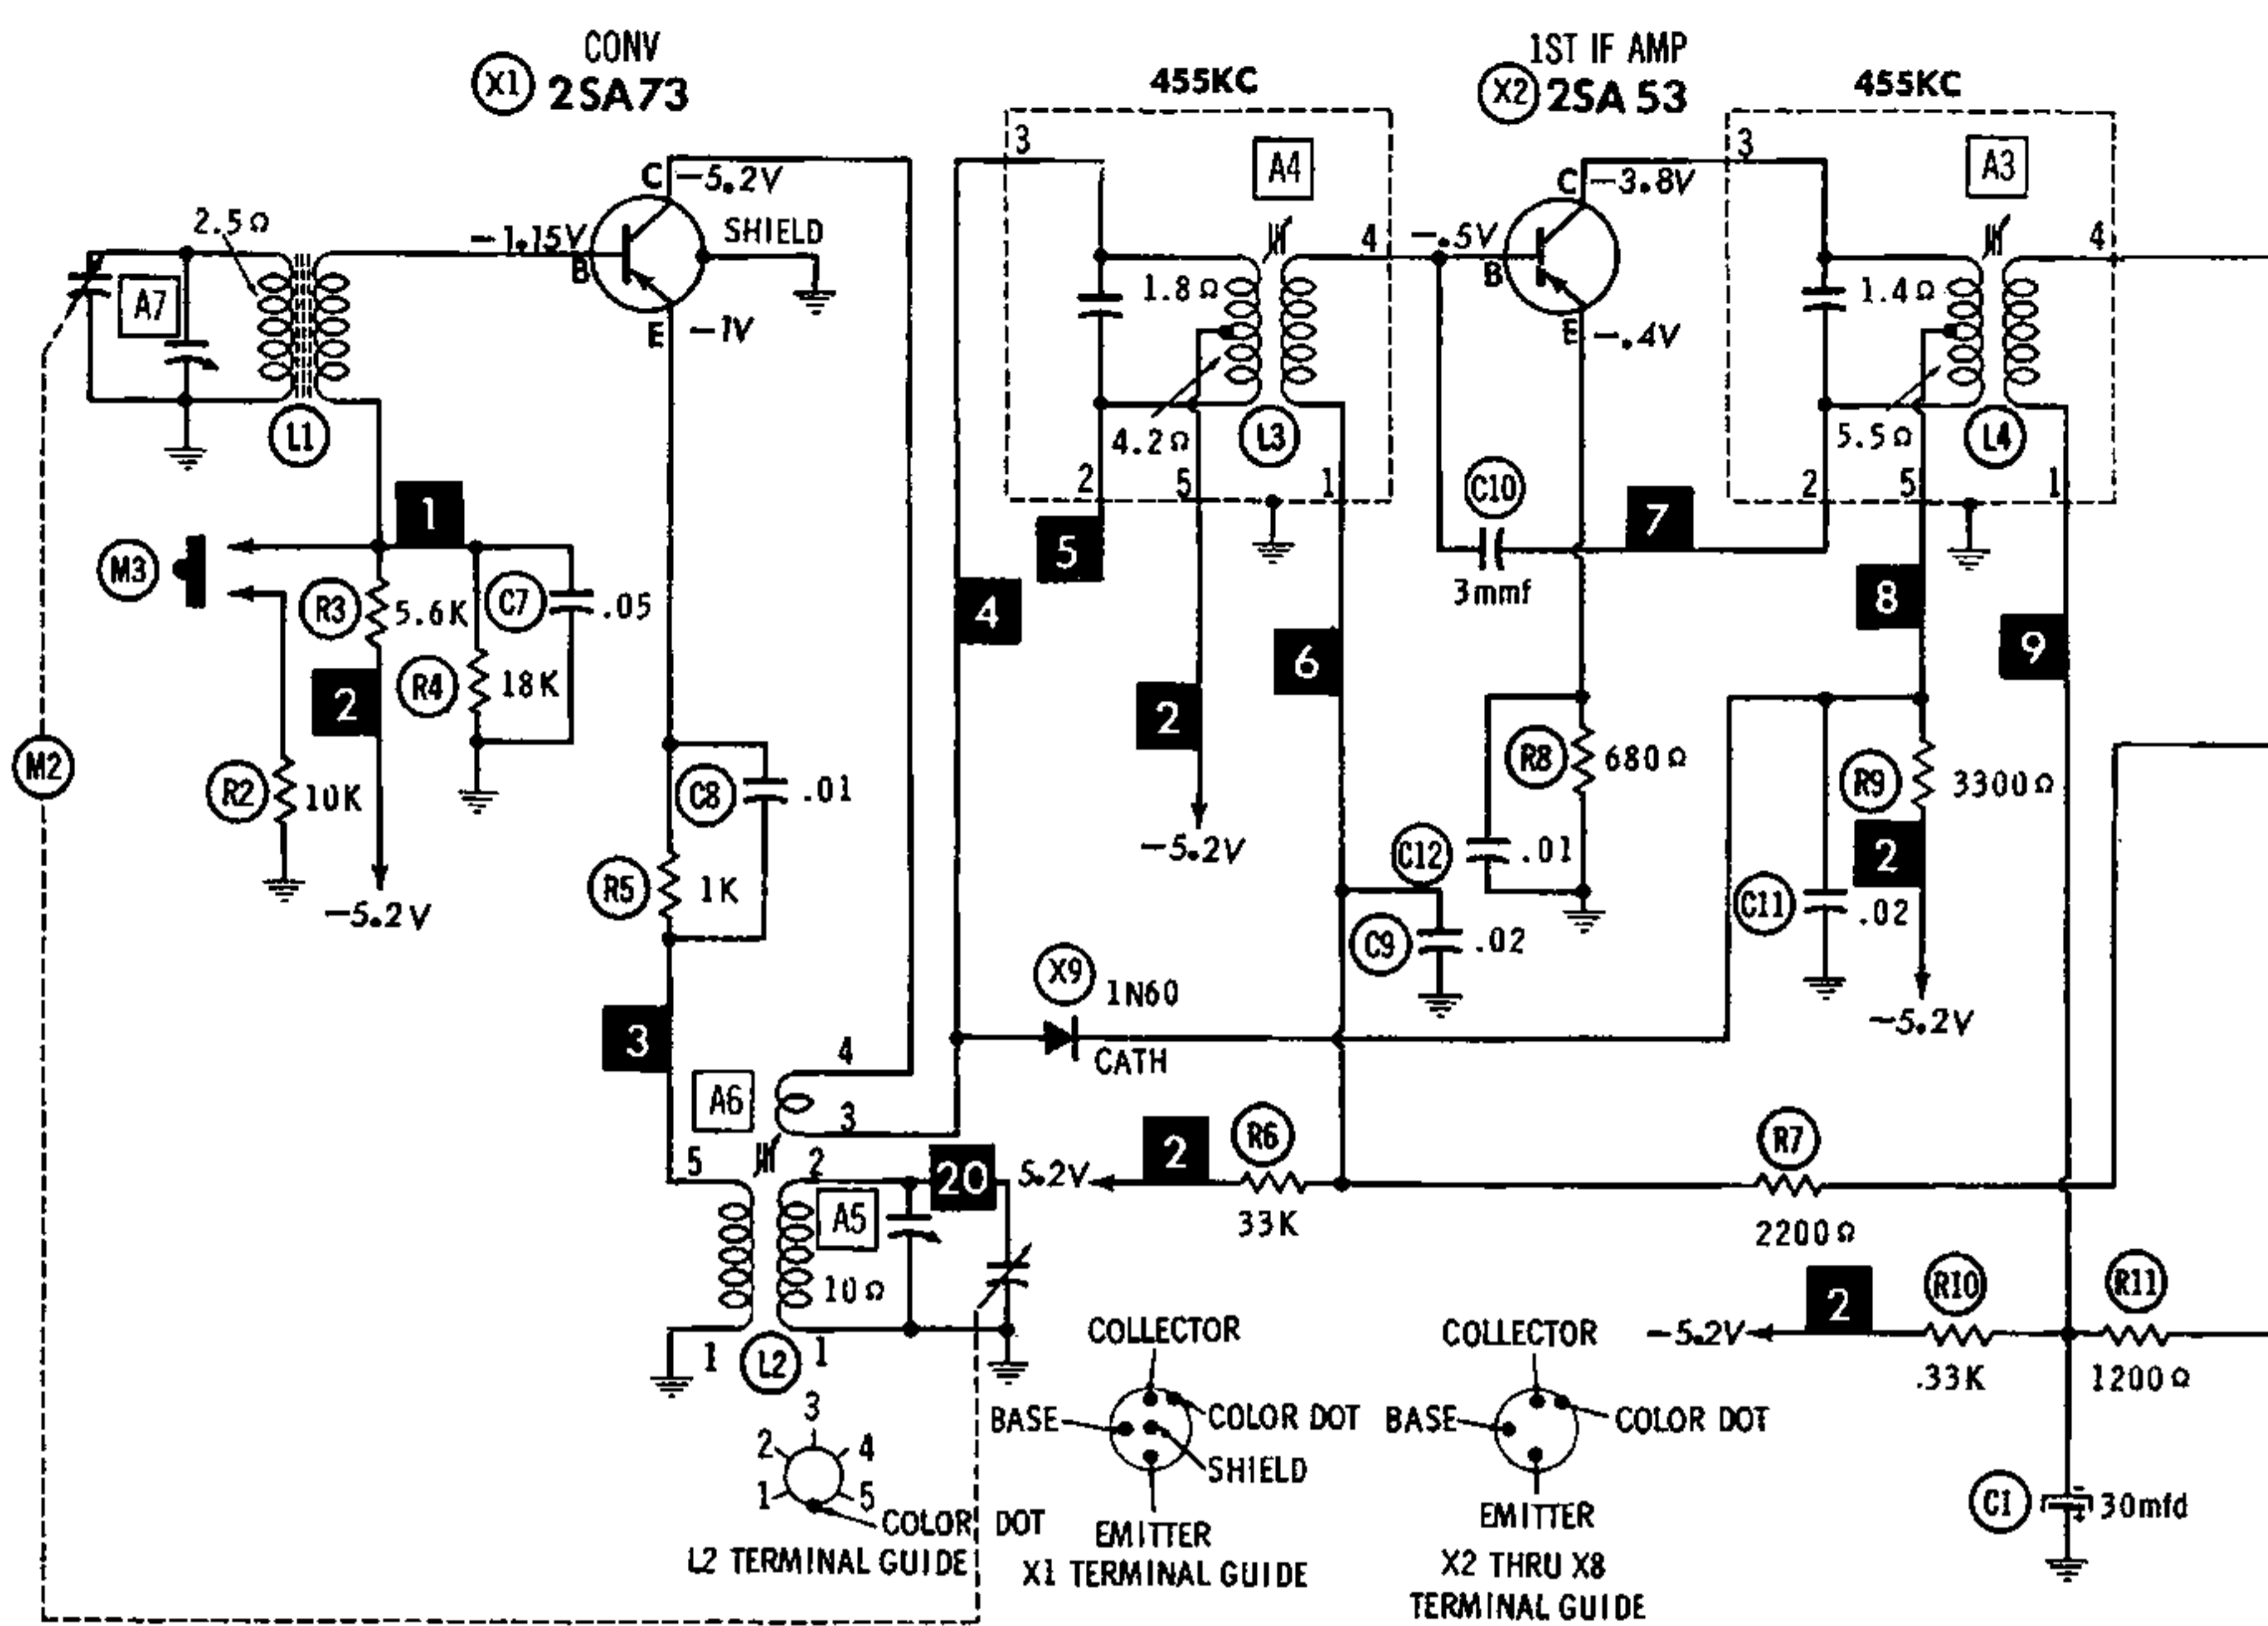 CONV
X1 2SA73
1ST IF AMP
X2 2SA 53
455KC
455KC
3
A4
3
A3
C -5.2V
C -3.8V
2.5Ω
-1.15V
B
SHIELD
4
-.5V
B
4
A7
1.8Ω
1.4Ω
E -1V
E -.4V
L1
4.2Ω
L3
5.5Ω
L4
2
5
1
2
5
1
C10
1
5
7
M3
3mmf
R3
5.6K
C7
.05
4
8
9
2
R4
18K
6
2
M2
R2
10K
C8
.01
R8
680Ω
R9
3300Ω
-5.2V
C12
.01
2
R5
1K
-5.2V
C9
.02
C11
.02
X9
1N60
-5.2V
3
CATH
4
A6
3
5
2
20
5.2V
2
R6
R7
A5
33K
2200Ω
10Ω
2
R10
R11
1
L2
1
COLLECTOR
COLLECTOR
-5.2V
.33K
1200Ω
3
2
4
1
5
BASE
COLOR DOT
SHIELD
BASE
COLOR DOT
COLOR DOT
L2 TERMINAL GUIDE
EMITTER
X1 TERMINAL GUIDE
EMITTER
X2 THRU X8
TERMINAL GUIDE
C1
-
+
30mfd